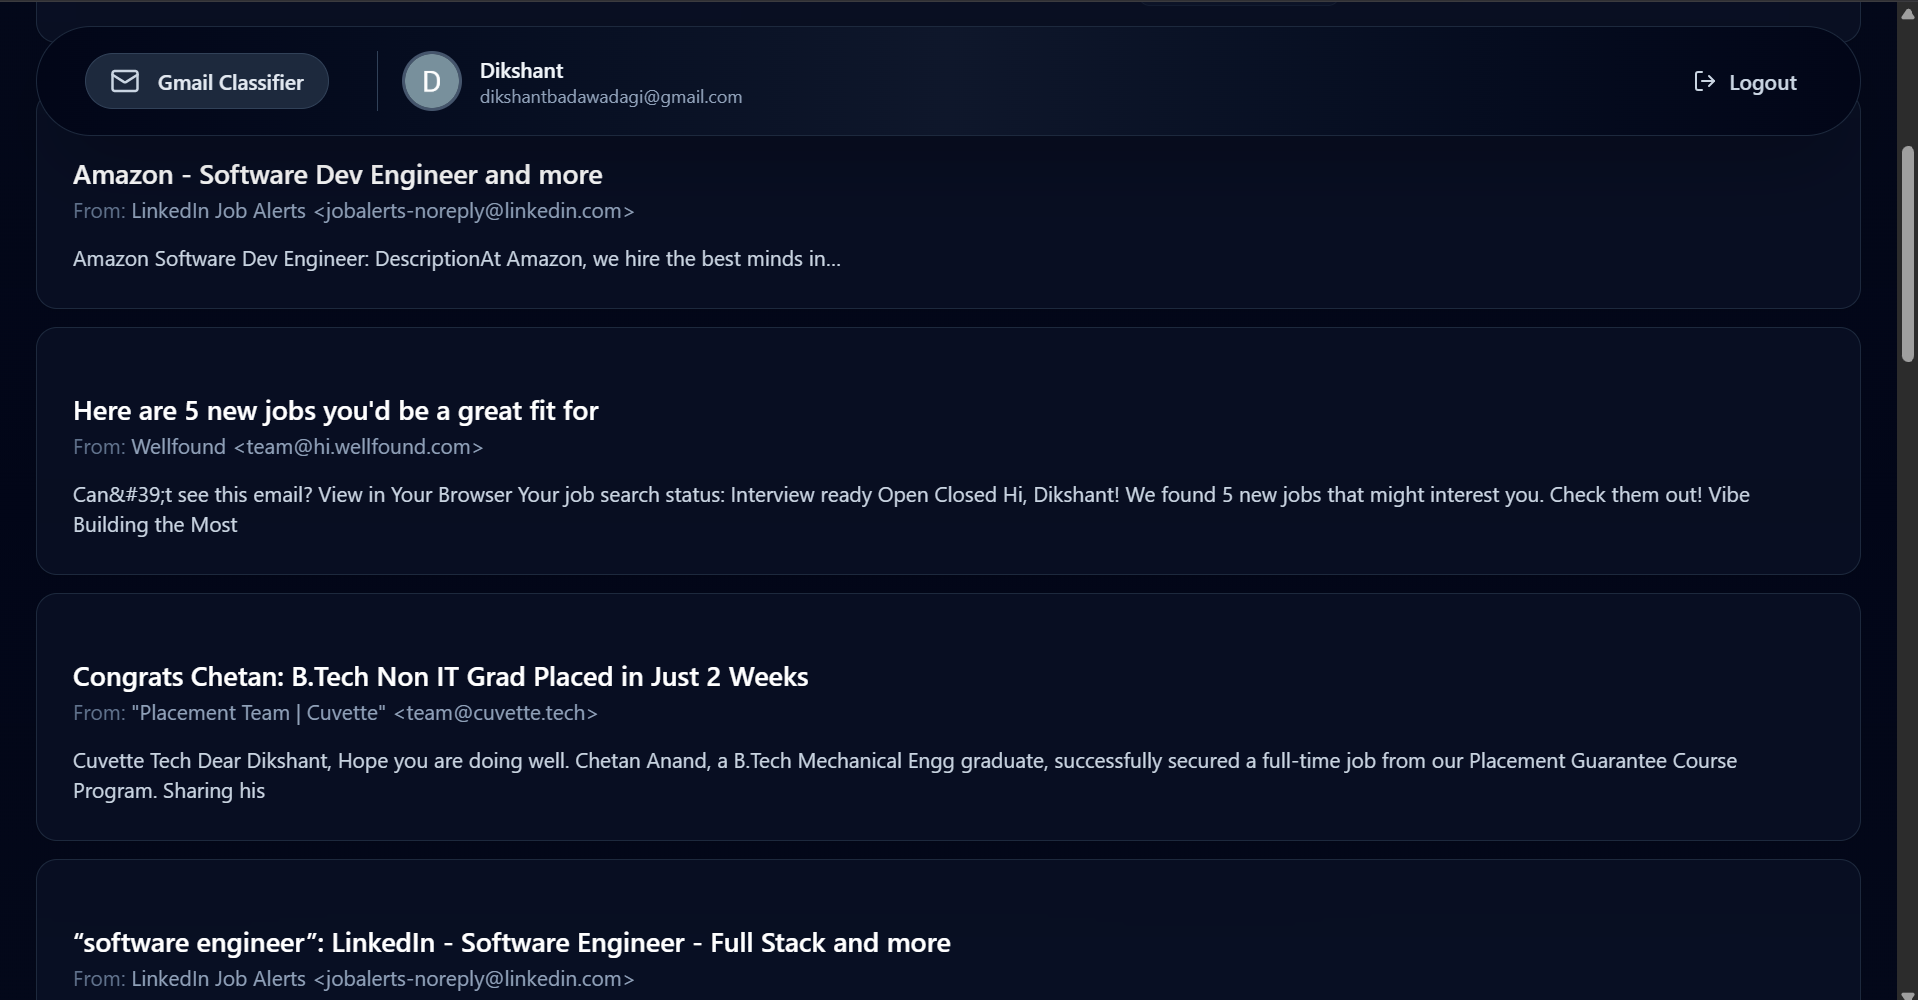 Gmail Classifier
D
Dikshant
dikshantbadawadagi@gmail.com
Logout
Amazon - Software Dev Engineer and more
From: LinkedIn Job Alerts <jobalerts-noreply@linkedin.com>
Amazon Software Dev Engineer: DescriptionAt Amazon, we hire the best minds in...
Here are 5 new jobs you'd be a great fit for
From: Wellfound <team@hi.wellfound.com>
Can&#39;t see this email? View in Your Browser Your job search status: Interview ready Open Closed Hi, Dikshant! We found 5 new jobs that might interest you. Check them out! Vibe
Building the Most
Congrats Chetan: B.Tech Non IT Grad Placed in Just 2 Weeks
From: "Placement Team | Cuvette" <team@cuvette.tech>
Cuvette Tech Dear Dikshant, Hope you are doing well. Chetan Anand, a B.Tech Mechanical Engg graduate, successfully secured a full-time job from our Placement Guarantee Course
Program. Sharing his
“software engineer”: LinkedIn - Software Engineer - Full Stack and more
From: LinkedIn Job Alerts <jobalerts-noreply@linkedin.com>